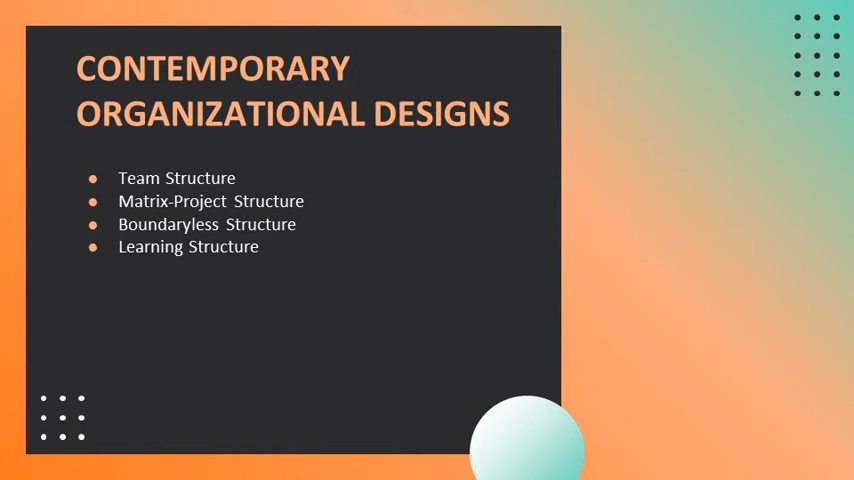 CONTEMPORARY
ORGANIZATIONAL DESIGNS
● Team Structure
● Matrix-Project Structure
● Boundaryless Structure
● Learning Structure